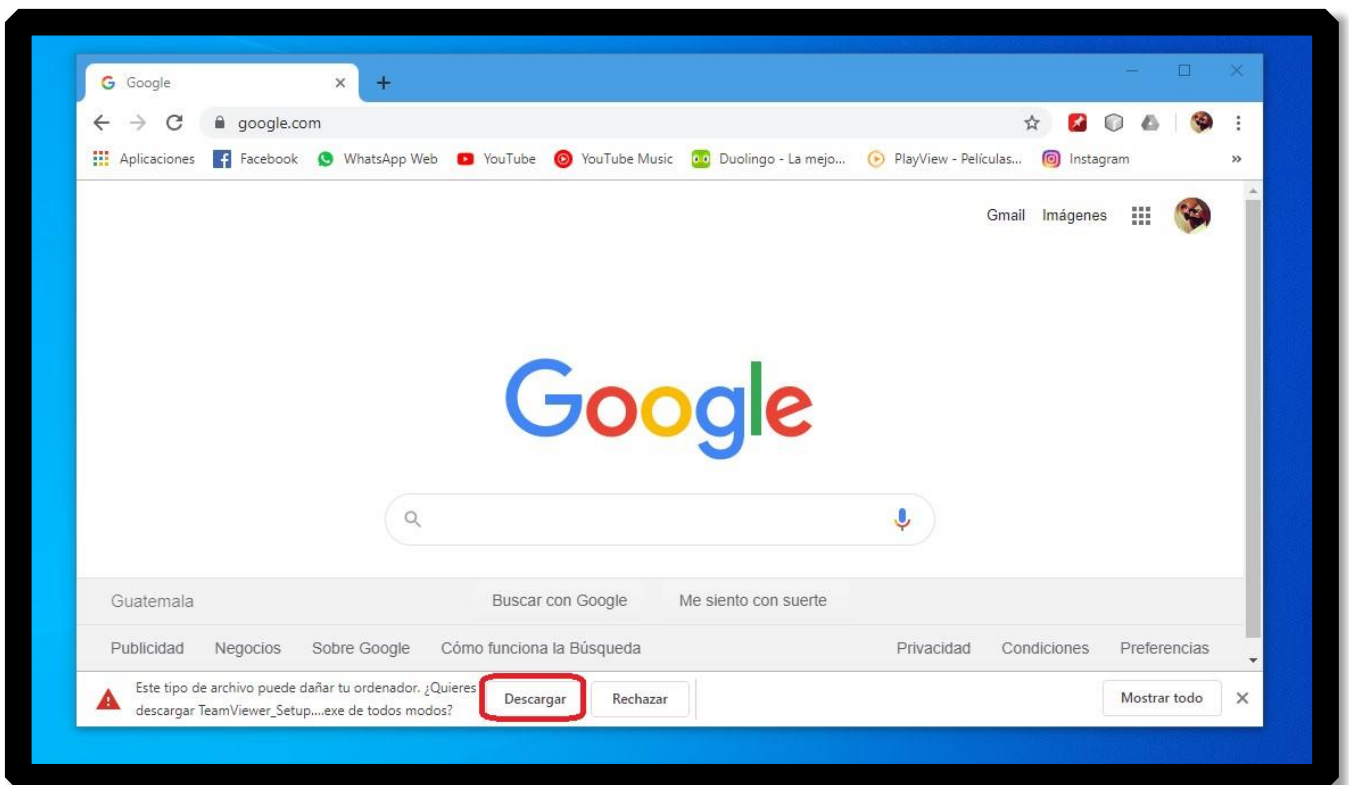 Google
google.com
Aplicaciones Facebook WhatsApp Web YouTube YouTube Music Duolingo - La mejo... PlayView - Películas... Instagram »
Gmail Imágenes
Google
Guatemala Buscar con Google Me siento con suerte
Publicidad Negocios Sobre Google Cómo funciona la Búsqueda Privacidad Condiciones Preferencias
Este tipo de archivo puede dañar tu ordenador. ¿Quieres
descargar TeamViewer_Setup....exe de todos modos?
Descargar Rechazar Mostrar todo